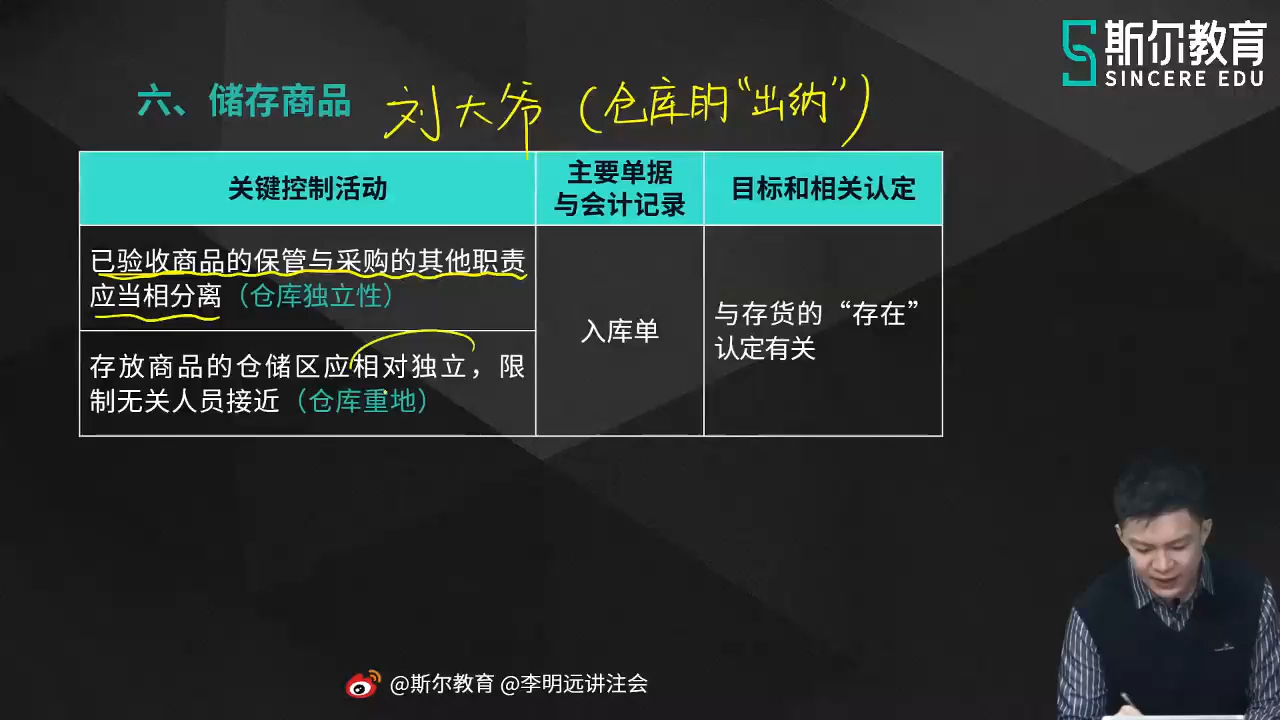 斯尔教育
SINCERE EDU
六、储存商品 刘大爷（仓库的“出纳”）
关键控制活动
主要单据
与会计记录
目标和相关认定
已验收商品的保管与采购的其他职责
应当相分离（仓库独立性）
存放商品的仓储区应相对独立，限
制无关人员接近（仓库重地）
入库单
与存货的“存在”
认定有关
@斯尔教育 @李明远讲注会